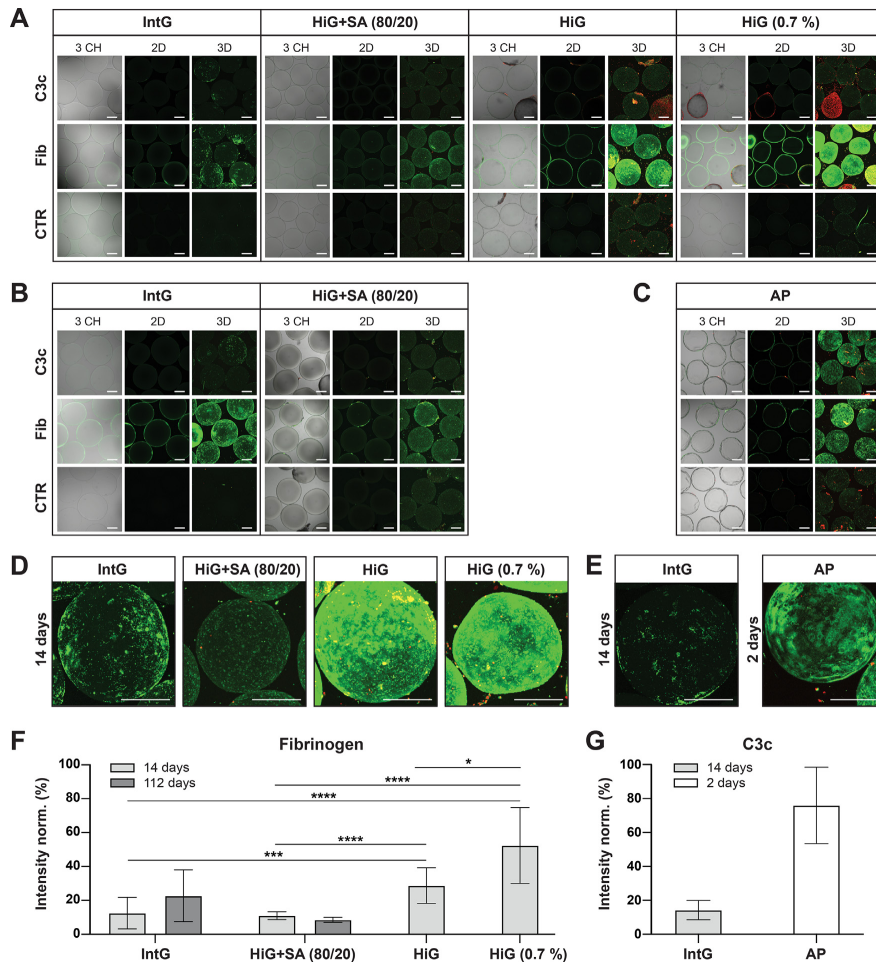 A
IntG HiG+SA (80/20) HiG HiG (0.7 %)
3 CH 2D 3D 3 CH 2D 3D 3 CH 2D 3D 3 CH 2D 3D
C3c
Fib
CTR
B C
IntG HiG+SA (80/20) AP
3 CH 2D 3D 3 CH 2D 3D 3 CH 2D 3D
C3c
Fib
CTR
D E
IntG HiG+SA (80/20) HiG HiG (0.7 %) IntG AP
14 days 14 days 2 days
F
Fibrinogen
14 days
112 days
Intensity norm. (%)
100
80
60
40
20
0
*
****
****
****
***
IntG HiG+SA (80/20) HiG HiG (0.7 %)
G
C3c
14 days
2 days
Intensity norm. (%)
100
80
60
40
20
0
IntG AP